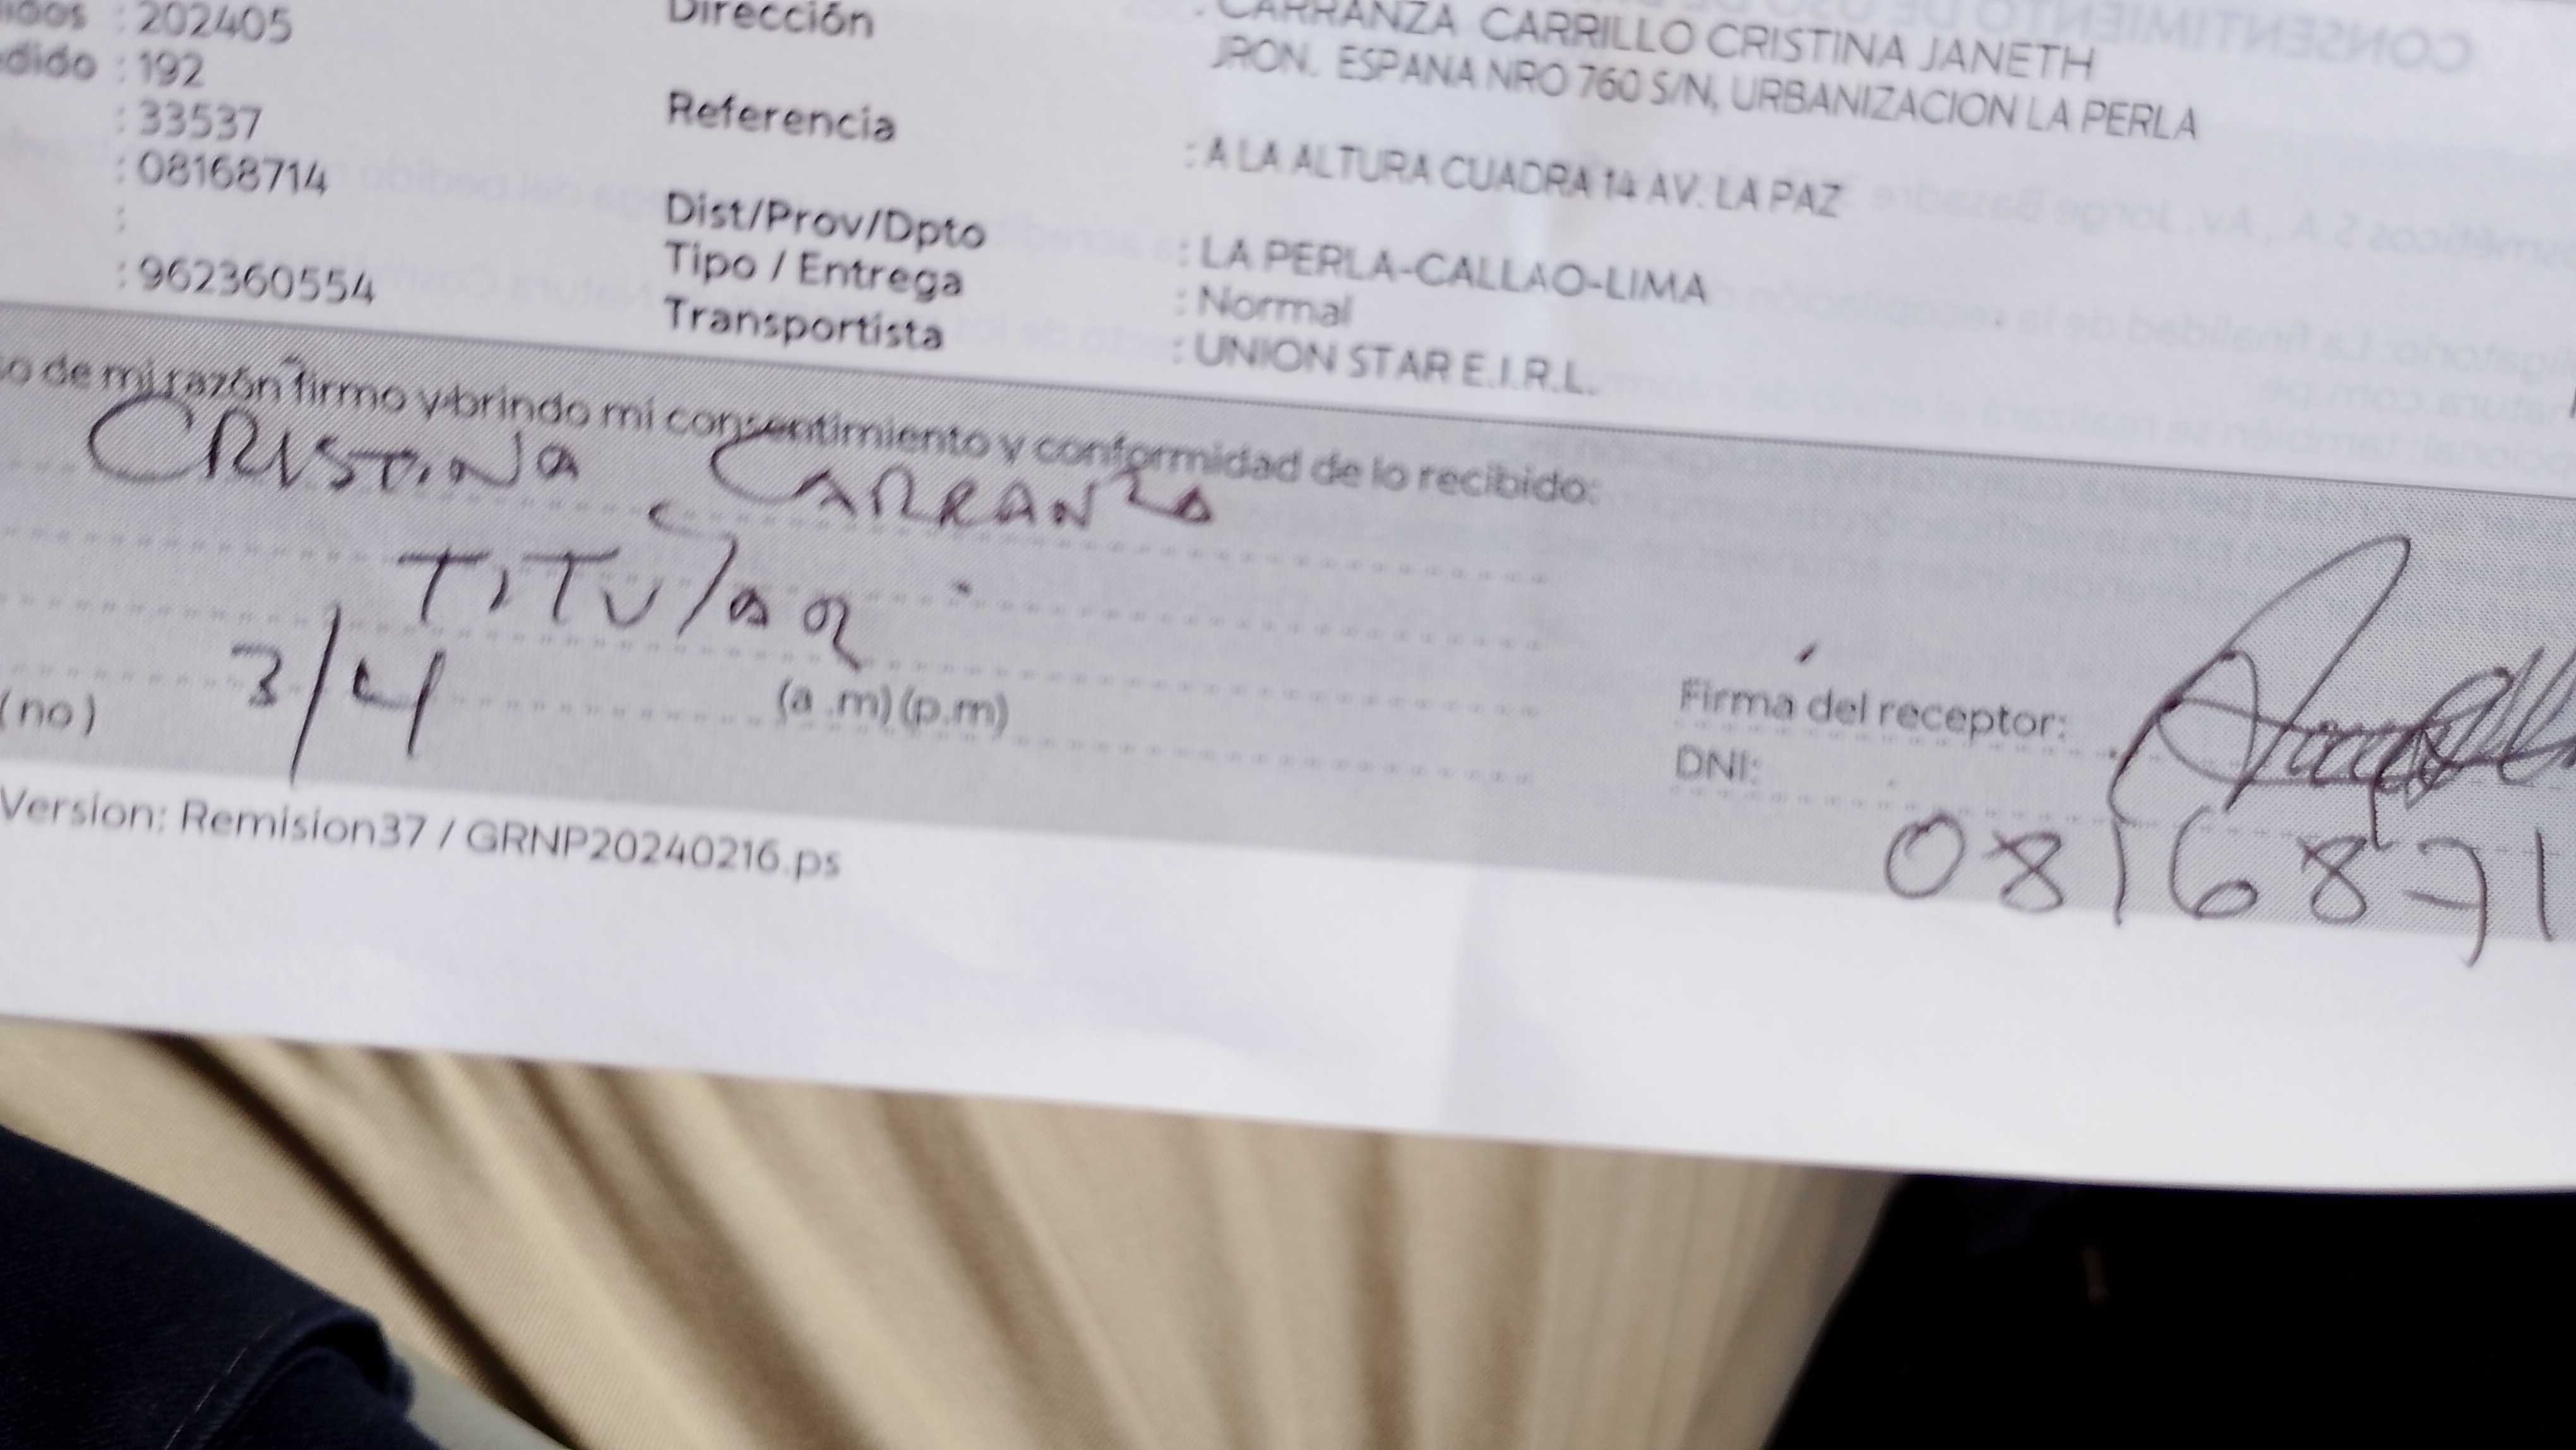 : 202405
: 192
: 33537
: 08168714
:
: 962360554
Dirección
Referencia
Dist/Prov/Dpto
Tipo / Entrega
Transportista
: CARRANZA CARRILLO CRISTINA JANETH
JRON. ESPANA NRO 760 S/N, URBANIZACION LA PERLA
: A LA ALTURA CUADRA 14 AV. LA PAZ
: LA PERLA-CALLAO-LIMA
: Normal
: UNION STAR E.I.R.L.
de mi razón firmo y brindo mi consentimiento y conformidad de lo recibido:
CRISTINA CARRANZA
TITULAR
3/4
(no)
(a.m) (p.m)
Firma del receptor:
DNI:
0816871
Version: Remision37 / GRNP20240216.ps